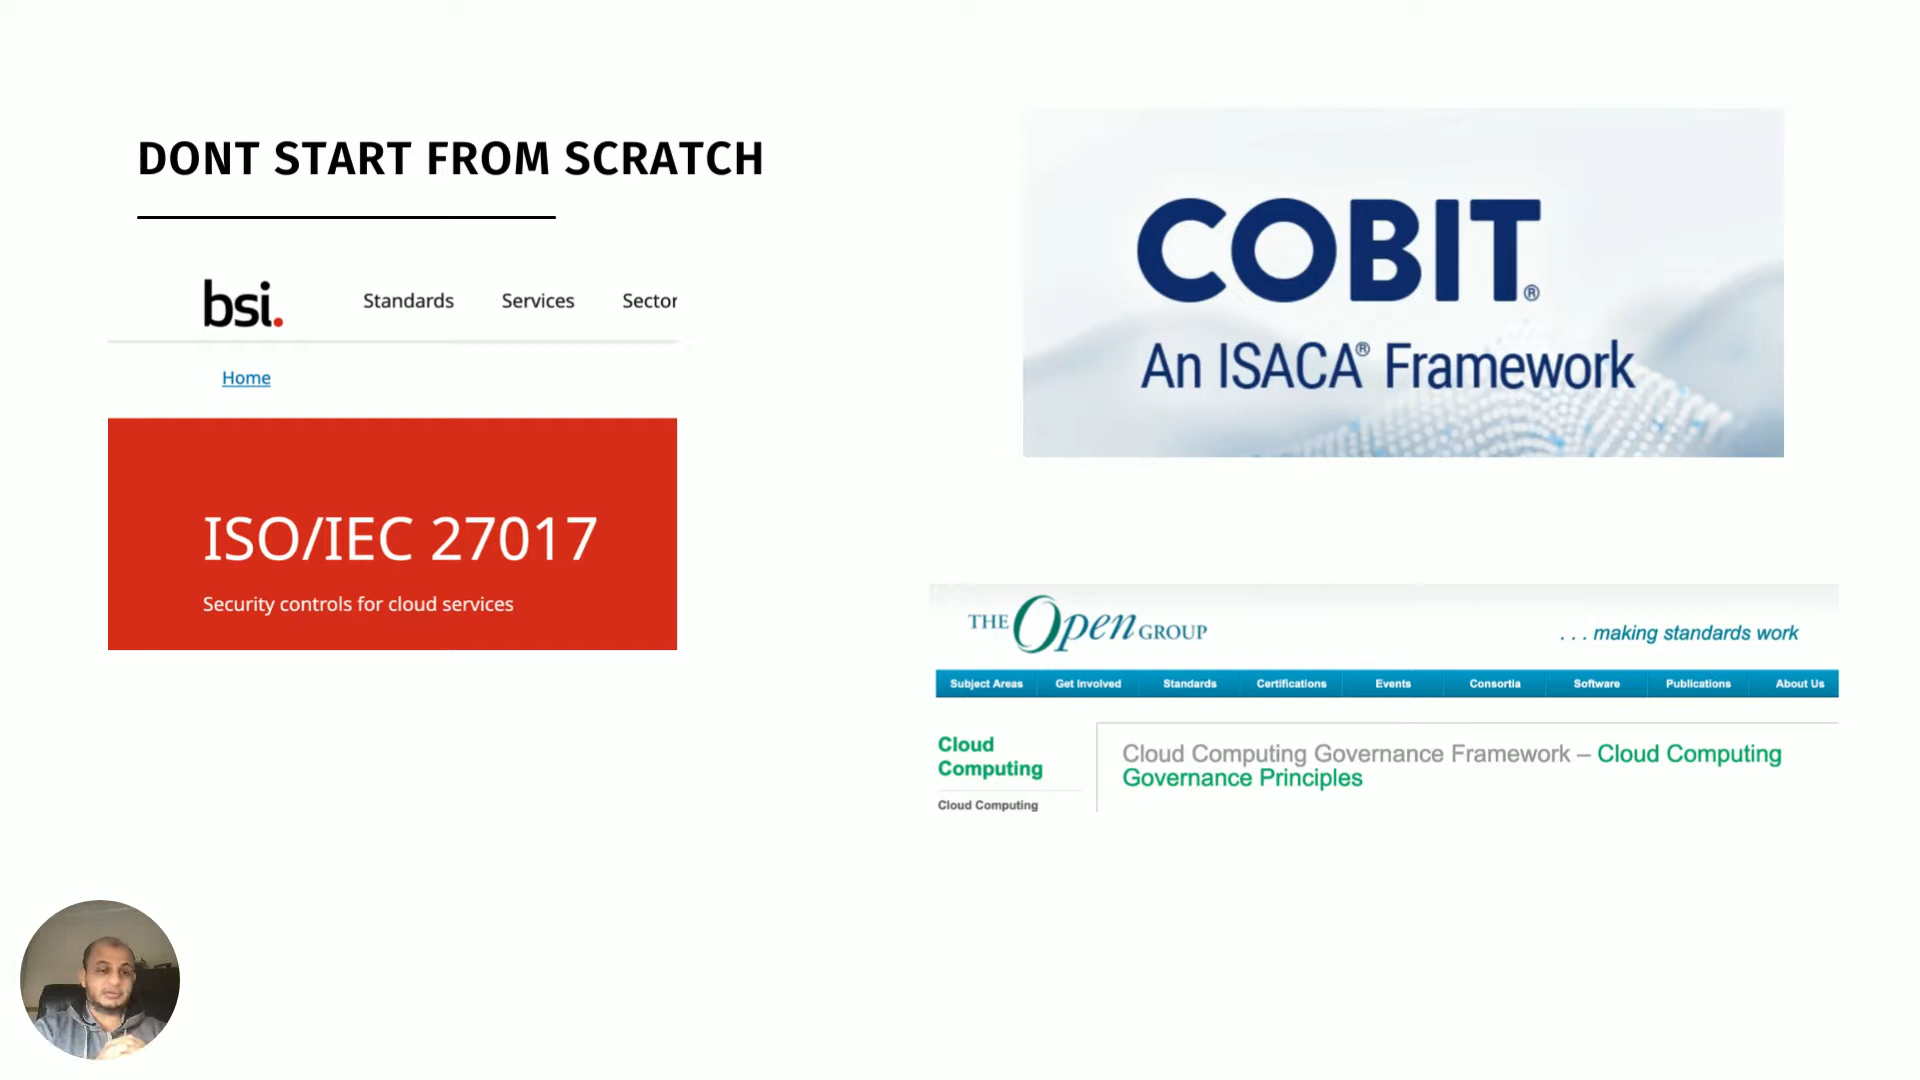 DONT START FROM SCRATCH
bsi.
Standards Services Sector
Home
ISO/IEC 27017
Security controls for cloud services
COBIT®
An ISACA® Framework
THE Open GROUP
. . . making standards work
Subject Areas Get Involved Standards Certifications Events Consortia Software Publications About Us
Cloud
Computing
Cloud Computing
Cloud Computing Governance Framework – Cloud Computing
Governance Principles